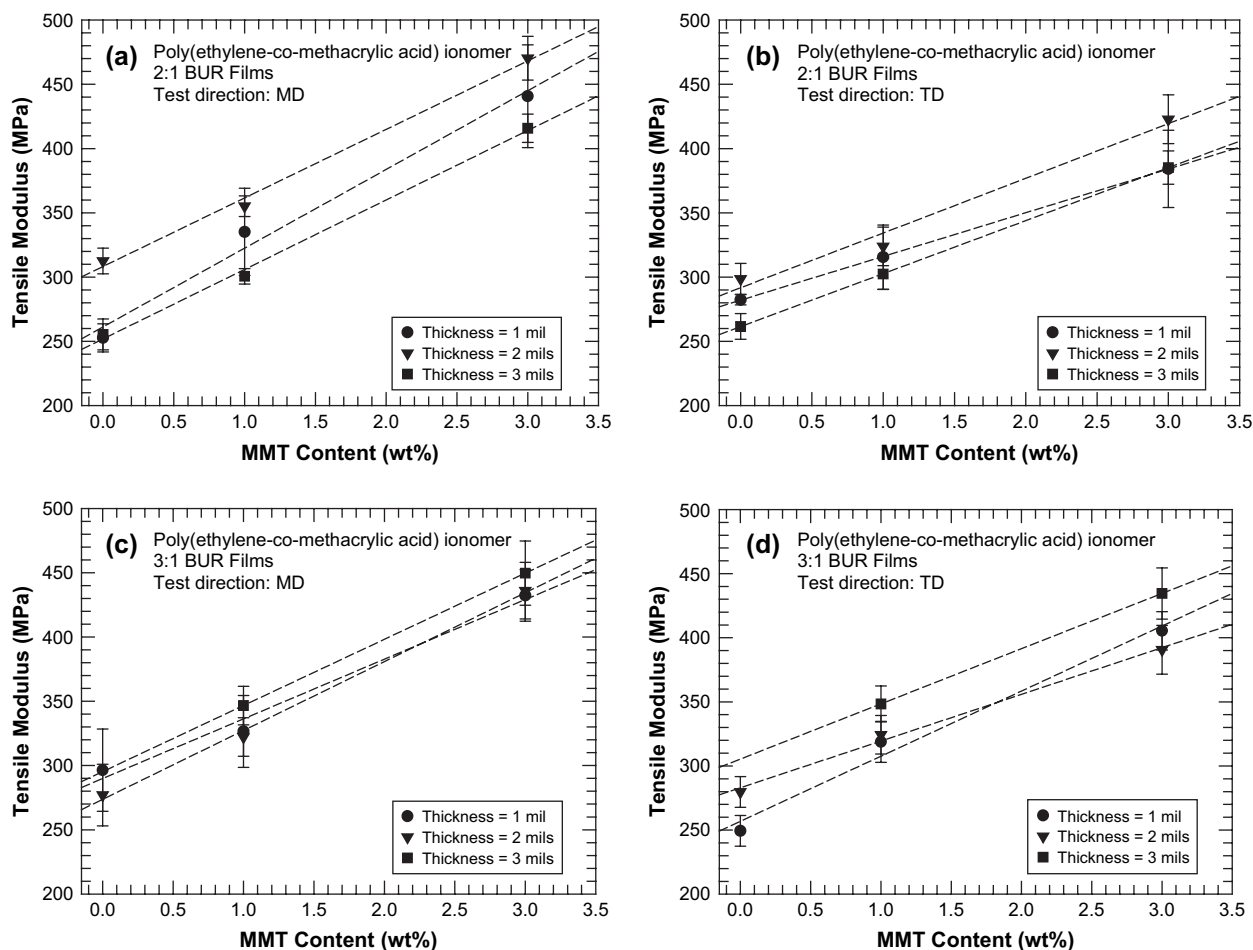 (a) Poly(ethylene-co-methacrylic acid) ionomer
2:1 BUR Films
Test direction: MD
Tensile Modulus (MPa)
500
450
400
350
300
250
200
Thickness = 1 mil
Thickness = 2 mils
Thickness = 3 mils
0.0 0.5 1.0 1.5 2.0 2.5 3.0 3.5
MMT Content (wt%)
(b) Poly(ethylene-co-methacrylic acid) ionomer
2:1 BUR Films
Test direction: TD
Tensile Modulus (MPa)
500
450
400
350
300
250
200
Thickness = 1 mil
Thickness = 2 mils
Thickness = 3 mils
0.0 0.5 1.0 1.5 2.0 2.5 3.0 3.5
MMT Content (wt%)
(c) Poly(ethylene-co-methacrylic acid) ionomer
3:1 BUR Films
Test direction: MD
Tensile Modulus (MPa)
500
450
400
350
300
250
200
Thickness = 1 mil
Thickness = 2 mils
Thickness = 3 mils
0.0 0.5 1.0 1.5 2.0 2.5 3.0 3.5
MMT Content (wt%)
(d) Poly(ethylene-co-methacrylic acid) ionomer
3:1 BUR Films
Test direction: TD
Tensile Modulus (MPa)
500
450
400
350
300
250
200
Thickness = 1 mil
Thickness = 2 mils
Thickness = 3 mils
0.0 0.5 1.0 1.5 2.0 2.5 3.0 3.5
MMT Content (wt%)